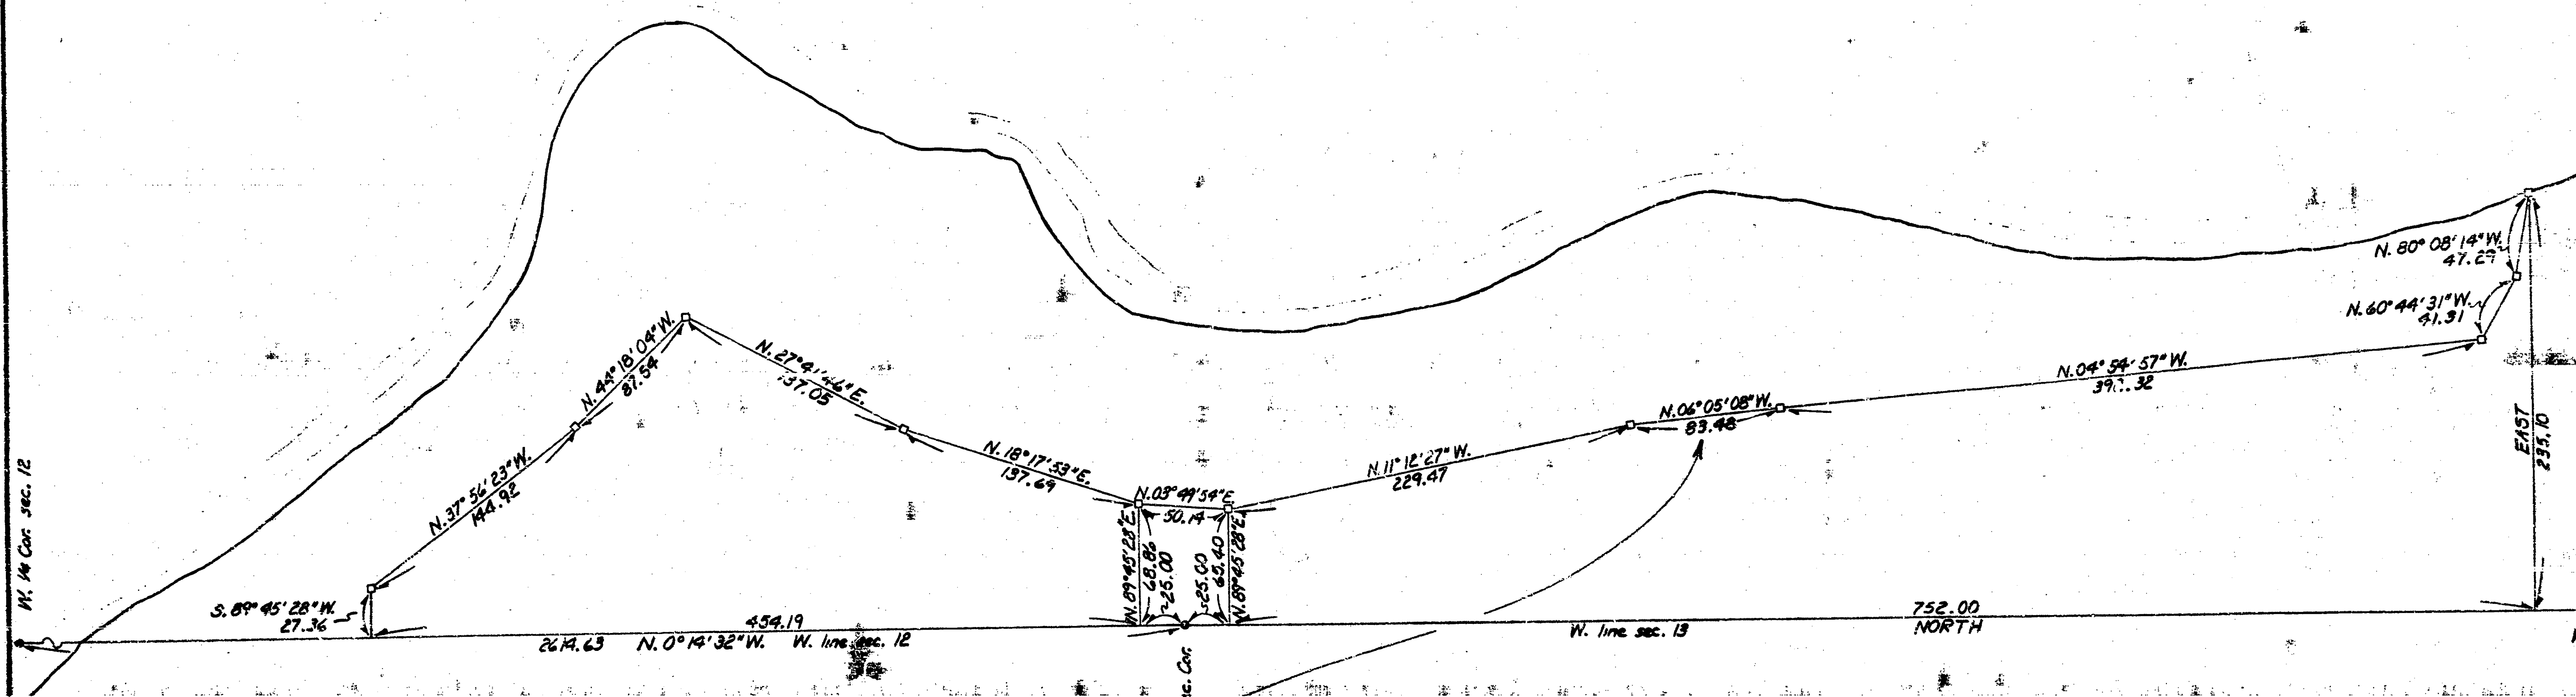 W. 1/4 Cor. sec. 12
S. 89° 45' 28" W.
27.36
N. 37° 56' 23" W.
144.92
N. 44° 18' 04" W.
87.54
N. 27° 41' 46" E.
137.05
N. 18° 17' 53" E.
137.69
N. 03° 49' 54" E.
50.14
N. 89° 45' 28" E.
68.86
25.00
25.00
65.40
N. 89° 45' 28" E.
N. 11° 12' 27" W.
229.47
N. 06° 05' 08" W.
83.48
N. 04° 54' 57" W.
N. 60° 44' 31" W.
41.31
N. 80° 08' 14" W.
EAST
235.10
454.19
2614.63 N. 0° 14' 32" W. W. line sec. 12
W. line sec. 13
752.00
NORTH
Cor.